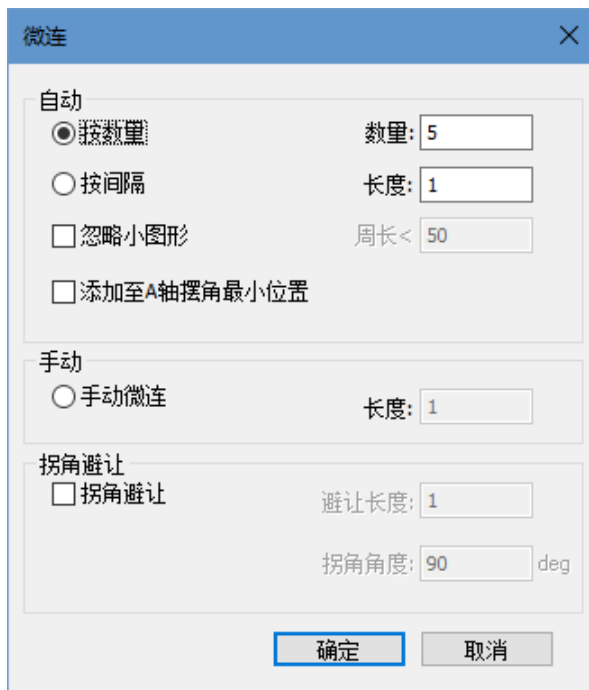 微连
自动
按数量 数量: 5
按间隔 长度: 1
忽略小图形 周长< 50
添加至A轴摆角最小位置
手动
手动微连 长度: 1
拐角避让
拐角避让 避让长度: 1
拐角角度: 90 deg
确定 取消